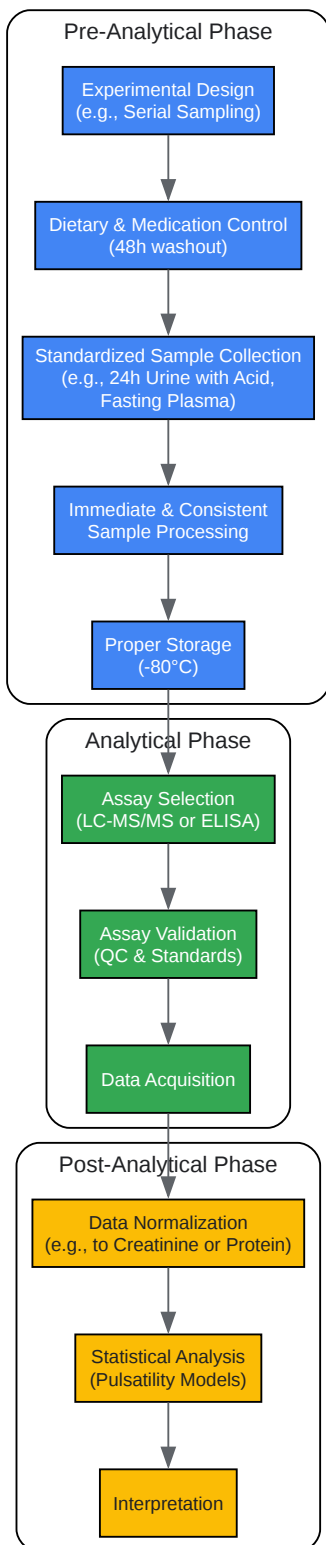 Pre-Analytical Phase
Experimental Design
(e.g., Serial Sampling)
Dietary & Medication Control
(48h washout)
Standardized Sample Collection
(e.g., 24h Urine with Acid,
Fasting Plasma)
Immediate & Consistent
Sample Processing
Proper Storage
(-80°C)
Analytical Phase
Assay Selection
(LC-MS/MS or ELISA)
Assay Validation
(QC & Standards)
Data Acquisition
Post-Analytical Phase
Data Normalization
(e.g., to Creatinine or Protein)
Statistical Analysis
(Pulsatility Models)
Interpretation